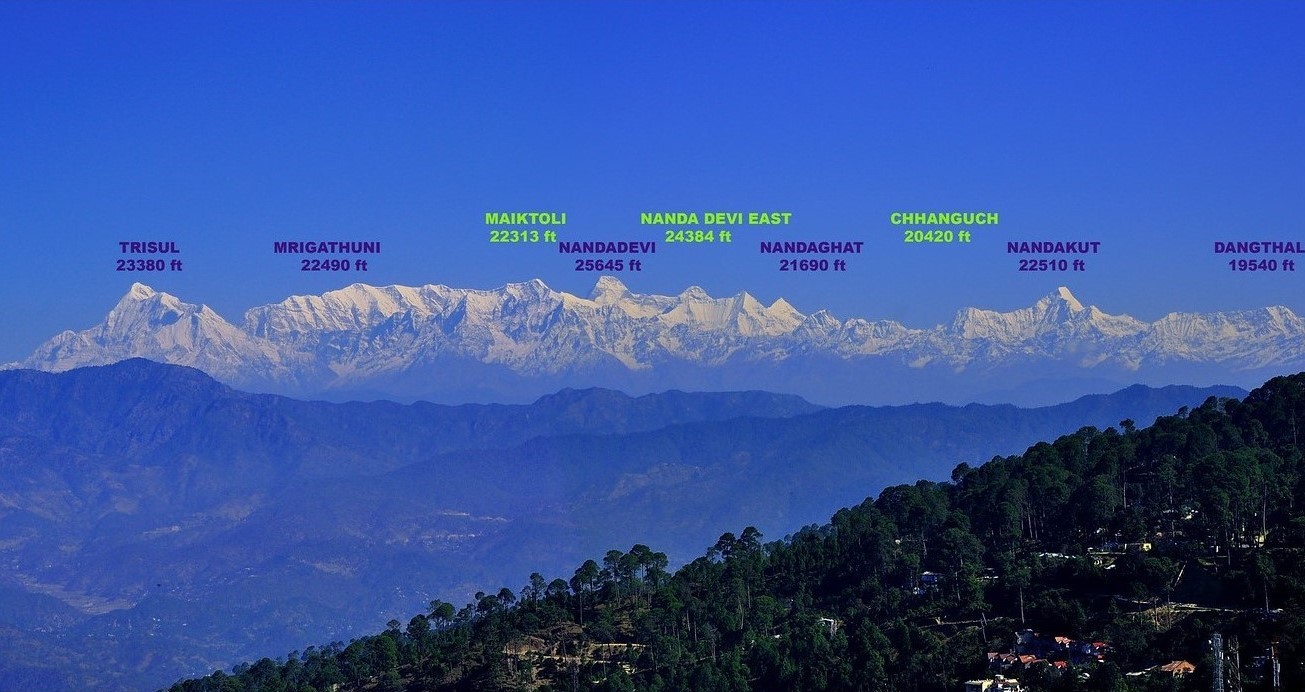 TRISUL
23380 ft
MRIGATHUNI
22490 ft
MAIKTOLI
22313 ft
NANDADEVI
25645 ft
NANDA DEVI EAST
24384 ft
NANDAGHAT
21690 ft
CHHANGUCH
20420 ft
NANDAKUT
22510 ft
DANGTHAL
19540 ft